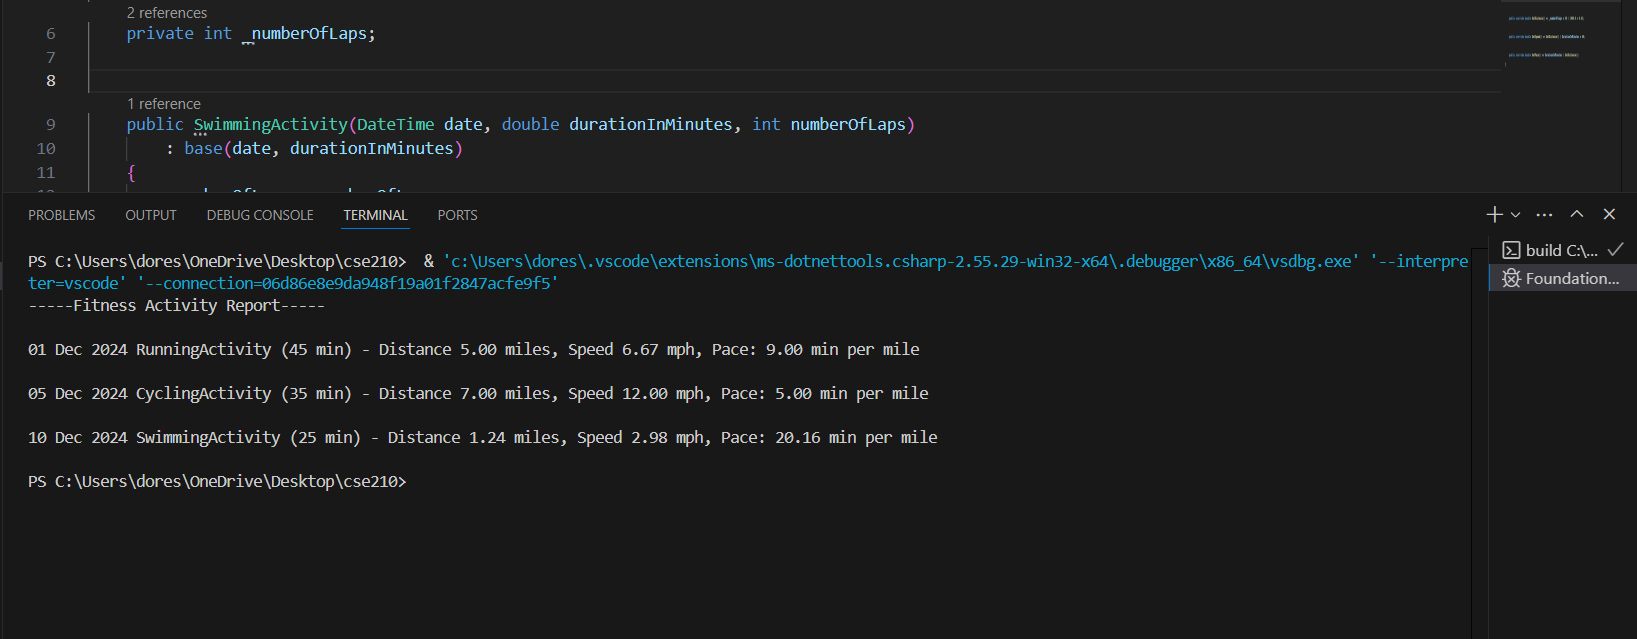 2 references
6 private int _numberOfLaps;
7
8
1 reference
9 public SwimmingActivity(DateTime date, double durationInMinutes, int numberOfLaps)
10 : base(date, durationInMinutes)
11 {
PROBLEMS OUTPUT DEBUG CONSOLE TERMINAL PORTS
PS C:\Users\dores\OneDrive\Desktop\cse210>  & 'c:\Users\dores\.vscode\extensions\ms-dotnettools.csharp-2.55.29-win32-x64\.debugger\x86_64\vsdbg.exe' '--interpre
ter=vscode' '--connection=06d86e8e9da948f19a01f2847acfe9f5'
-----Fitness Activity Report-----
01 Dec 2024 RunningActivity (45 min) - Distance 5.00 miles, Speed 6.67 mph, Pace: 9.00 min per mile
05 Dec 2024 CyclingActivity (35 min) - Distance 7.00 miles, Speed 12.00 mph, Pace: 5.00 min per mile
10 Dec 2024 SwimmingActivity (25 min) - Distance 1.24 miles, Speed 2.98 mph, Pace: 20.16 min per mile
PS C:\Users\dores\OneDrive\Desktop\cse210>
build C:\...
Foundation...